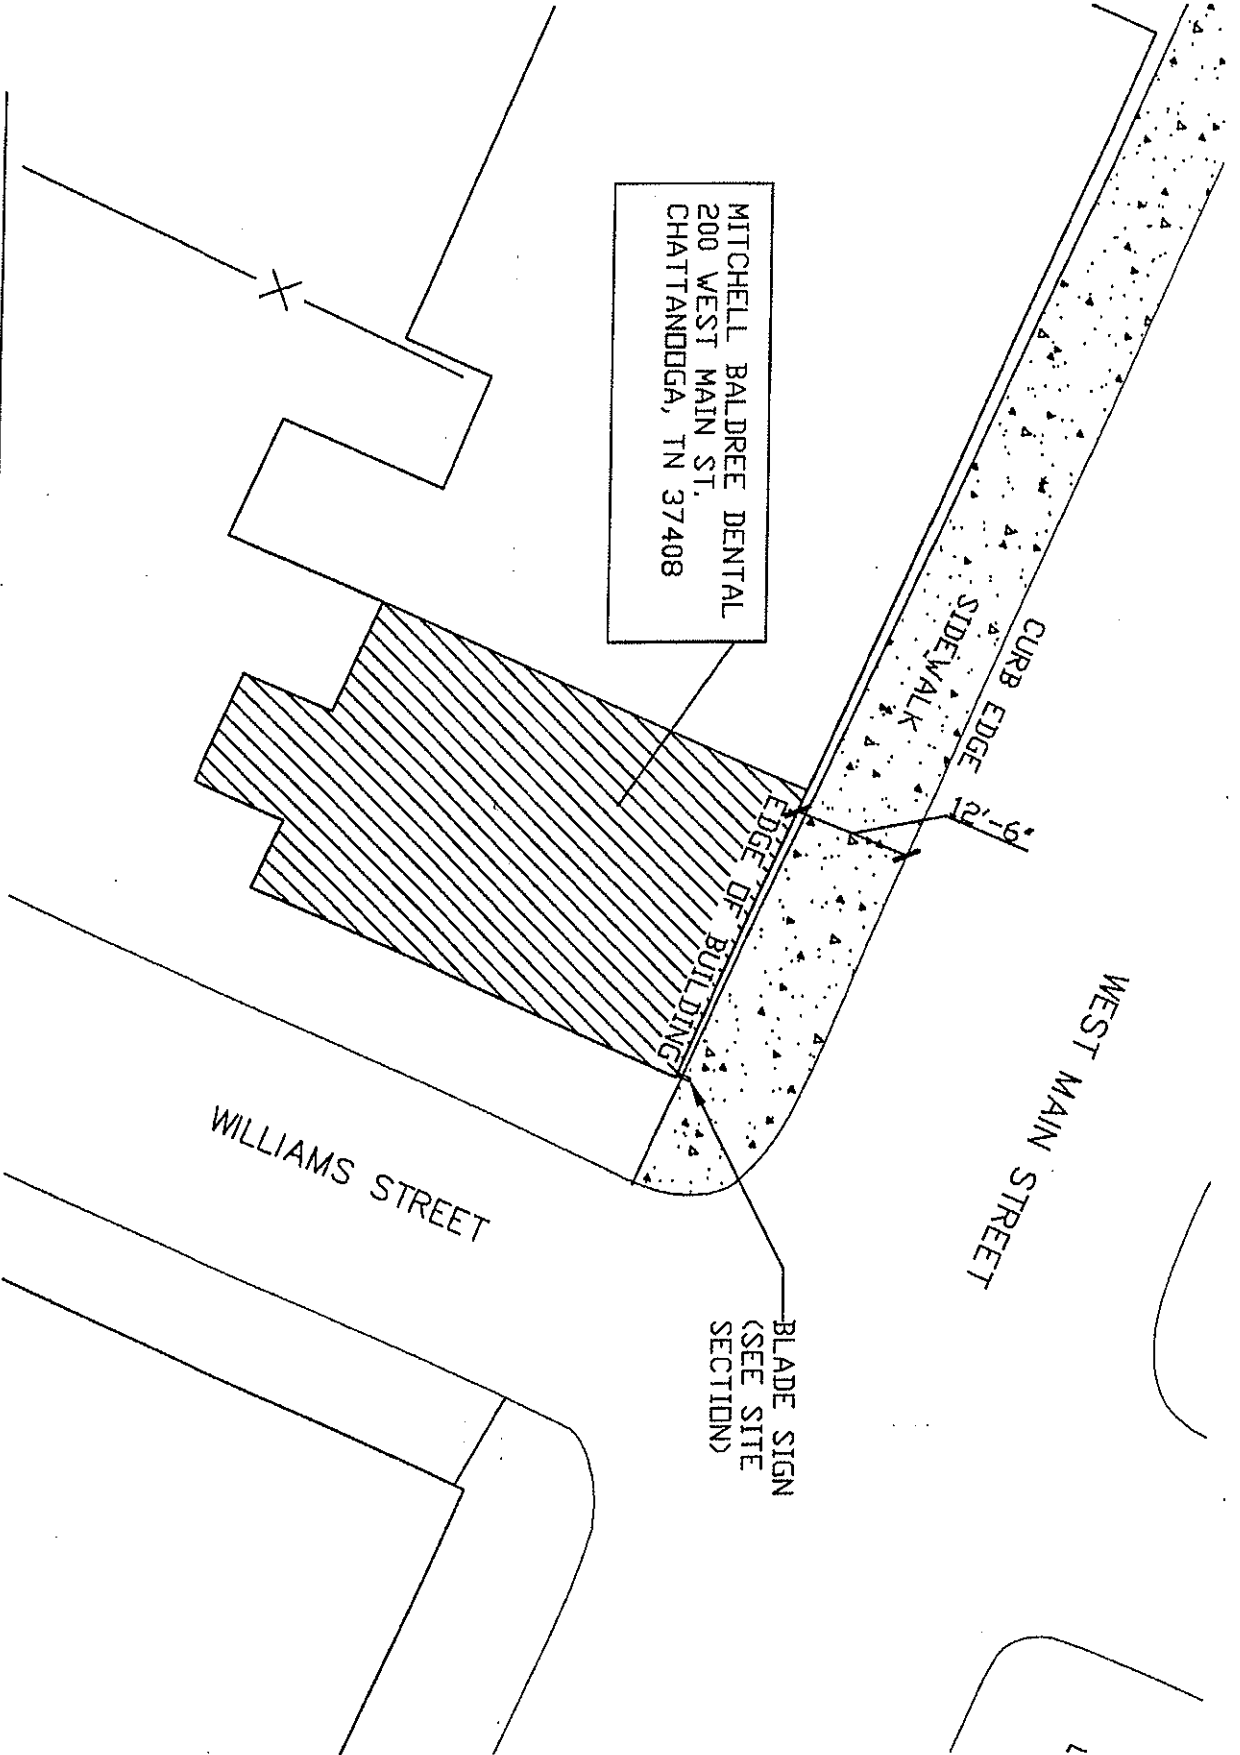 MITCHELL BALDREE DENTAL
200 WEST MAIN ST.
CHATTANOOGA, TN 37408
CURB EDGE
SIDEWALK
12'-6"
EDGE OF BUILDING
WEST MAIN STREET
WILLIAMS STREET
BLADE SIGN
(SEE SITE
SECTION)